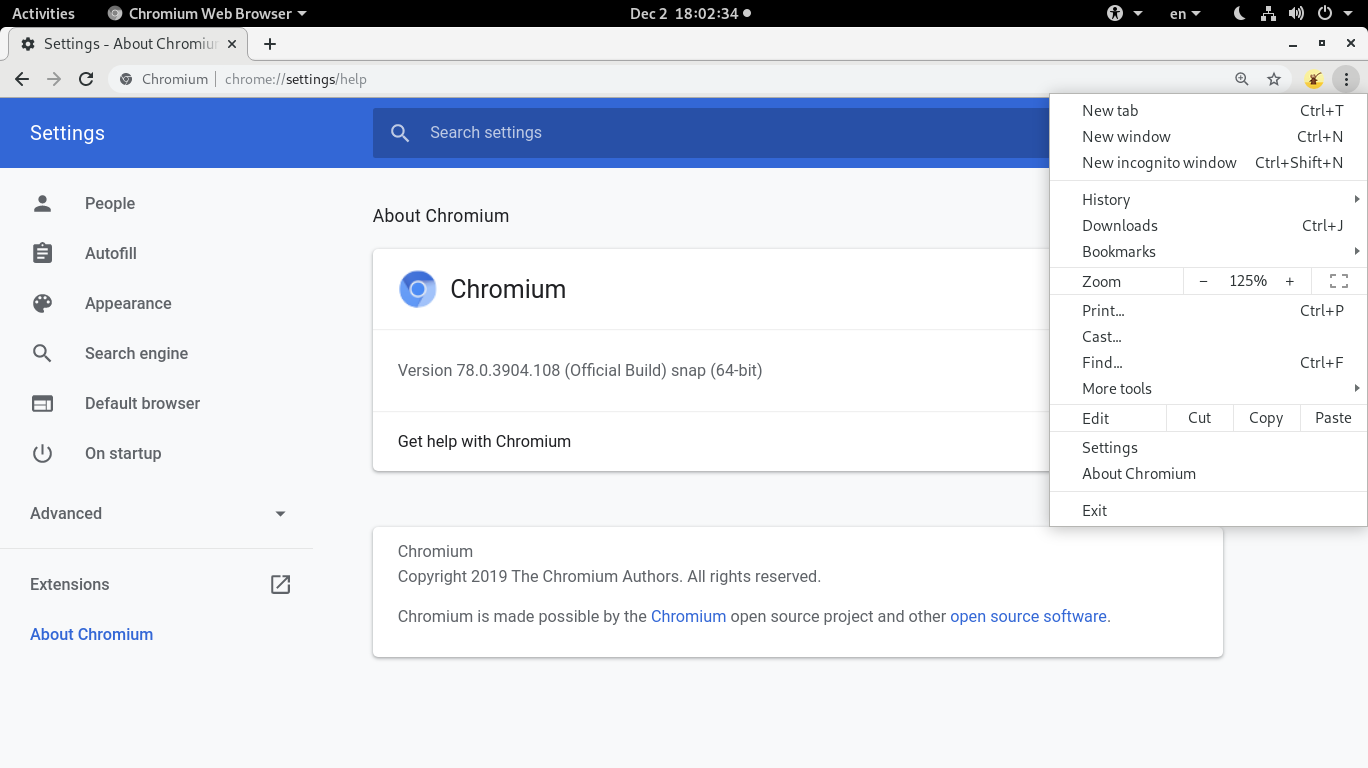 Activities Chromium Web Browser Dec 2 18:02:34 en
Settings - About Chromiu
Chromium chrome://settings/help
Settings
Search settings
People
Autofill
Appearance
Search engine
Default browser
On startup
Advanced
Extensions
About Chromium
About Chromium
Chromium
Version 78.0.3904.108 (Official Build) snap (64-bit)
Get help with Chromium
Chromium
Copyright 2019 The Chromium Authors. All rights reserved.
Chromium is made possible by the Chromium open source project and other open source software.
New tab Ctrl+T
New window Ctrl+N
New incognito window Ctrl+Shift+N
History
Downloads Ctrl+J
Bookmarks
Zoom − 125% +
Print... Ctrl+P
Cast...
Find... Ctrl+F
More tools
Edit Cut Copy Paste
Settings
About Chromium
Exit